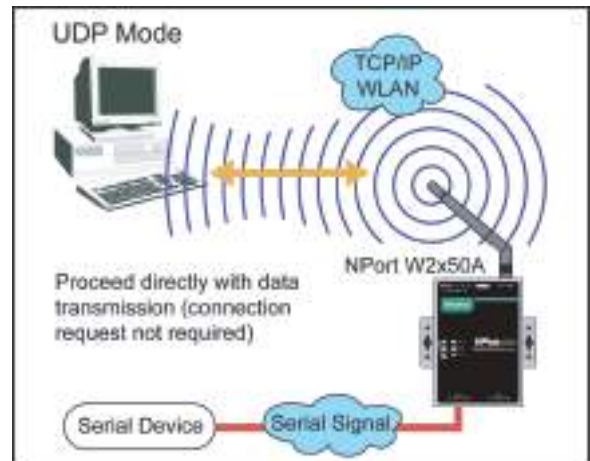 UDP Mode
TCP/IP
WLAN
NPort W2x50A
Proceed directly with data
transmission (connection
request not required)
Serial Device
Serial Signal